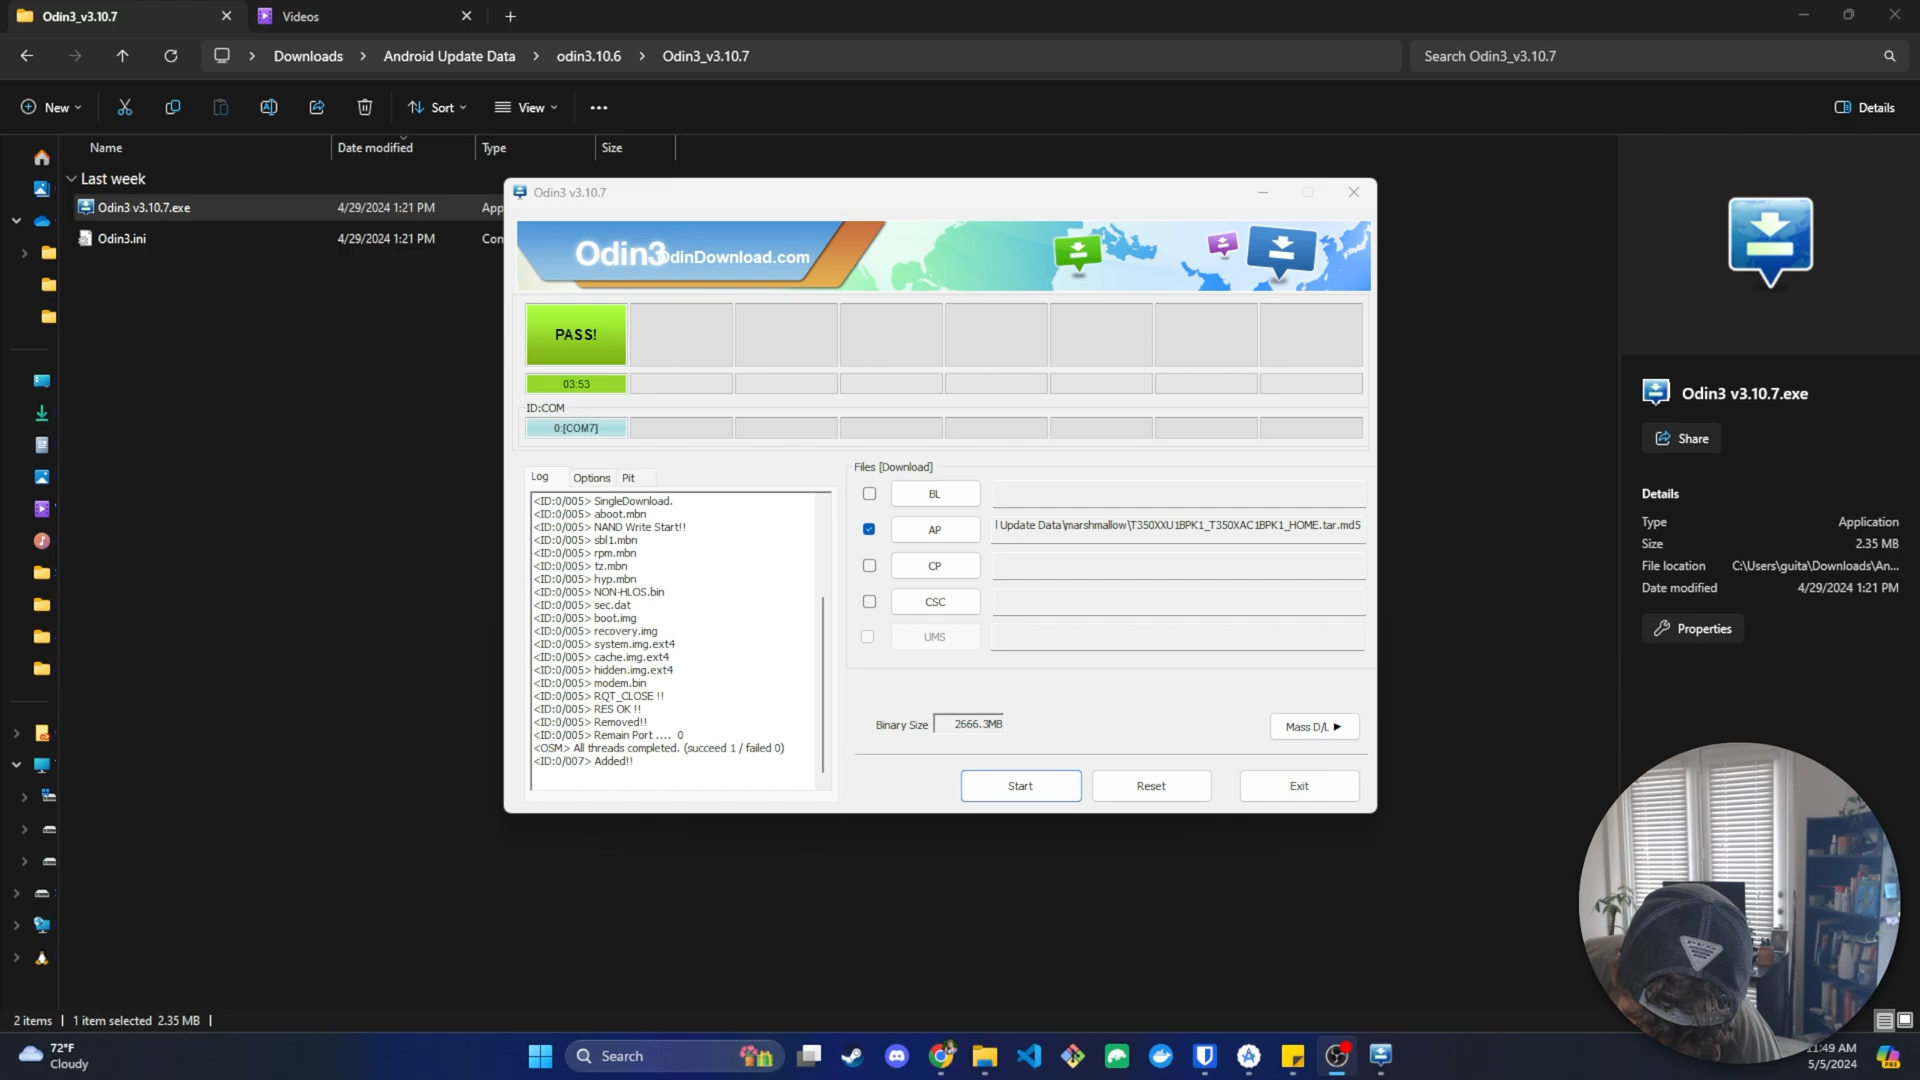 Odin3_v3.10.7
Videos
Downloads
Android Update Data
odin3.10.6
Odin3_v3.10.7
Search Odin3_v3.10.7
New
Sort
View
Details
Name
Date modified
Type
Size
Last week
Odin3 v3.10.7.exe
4/29/2024 1:21 PM
App
Odin3.ini
4/29/2024 1:21 PM
Con
Odin3 v3.10.7
Odin3
OdinDownload.com
PASS!
03:53
ID:COM
0:[COM7]
Log
Options
Pit
<ID:0/005> SingleDownload.
<ID:0/005> aboot.mbn
<ID:0/005> NAND Write Start!!
<ID:0/005> sbl1.mbn
<ID:0/005> rpm.mbn
<ID:0/005> tz.mbn
<ID:0/005> hyp.mbn
<ID:0/005> NON-HLOS.bin
<ID:0/005> sec.dat
<ID:0/005> boot.img
<ID:0/005> recovery.img
<ID:0/005> system.img.ext4
<ID:0/005> cache.img.ext4
<ID:0/005> hidden.img.ext4
<ID:0/005> modem.bin
<ID:0/005> RQT_CLOSE !!
<ID:0/005> RES OK !!
<ID:0/005> Removed!!
<ID:0/005> Remain Port .... 0
<OSM> All threads completed. (succeed 1 / failed 0)
<ID:0/007> Added!!
Files [Download]
BL
AP
l Update Data\marshmallow\T350XXU1BPK1_T350XAC1BPK1_HOME.tar.md5
CP
CSC
UMS
Binary Size
2666.3MB
Mass D/L ►
Start
Reset
Exit
Odin3 v3.10.7.exe
Share
Details
Type
Application
Size
2.35 MB
File location
C:\Users\guita\Downloads\An...
Date modified
4/29/2024 1:21 PM
Properties
2 items
1 item selected 2.35 MB
72°F
Cloudy
Search
11:49 AM
5/5/2024
PRE